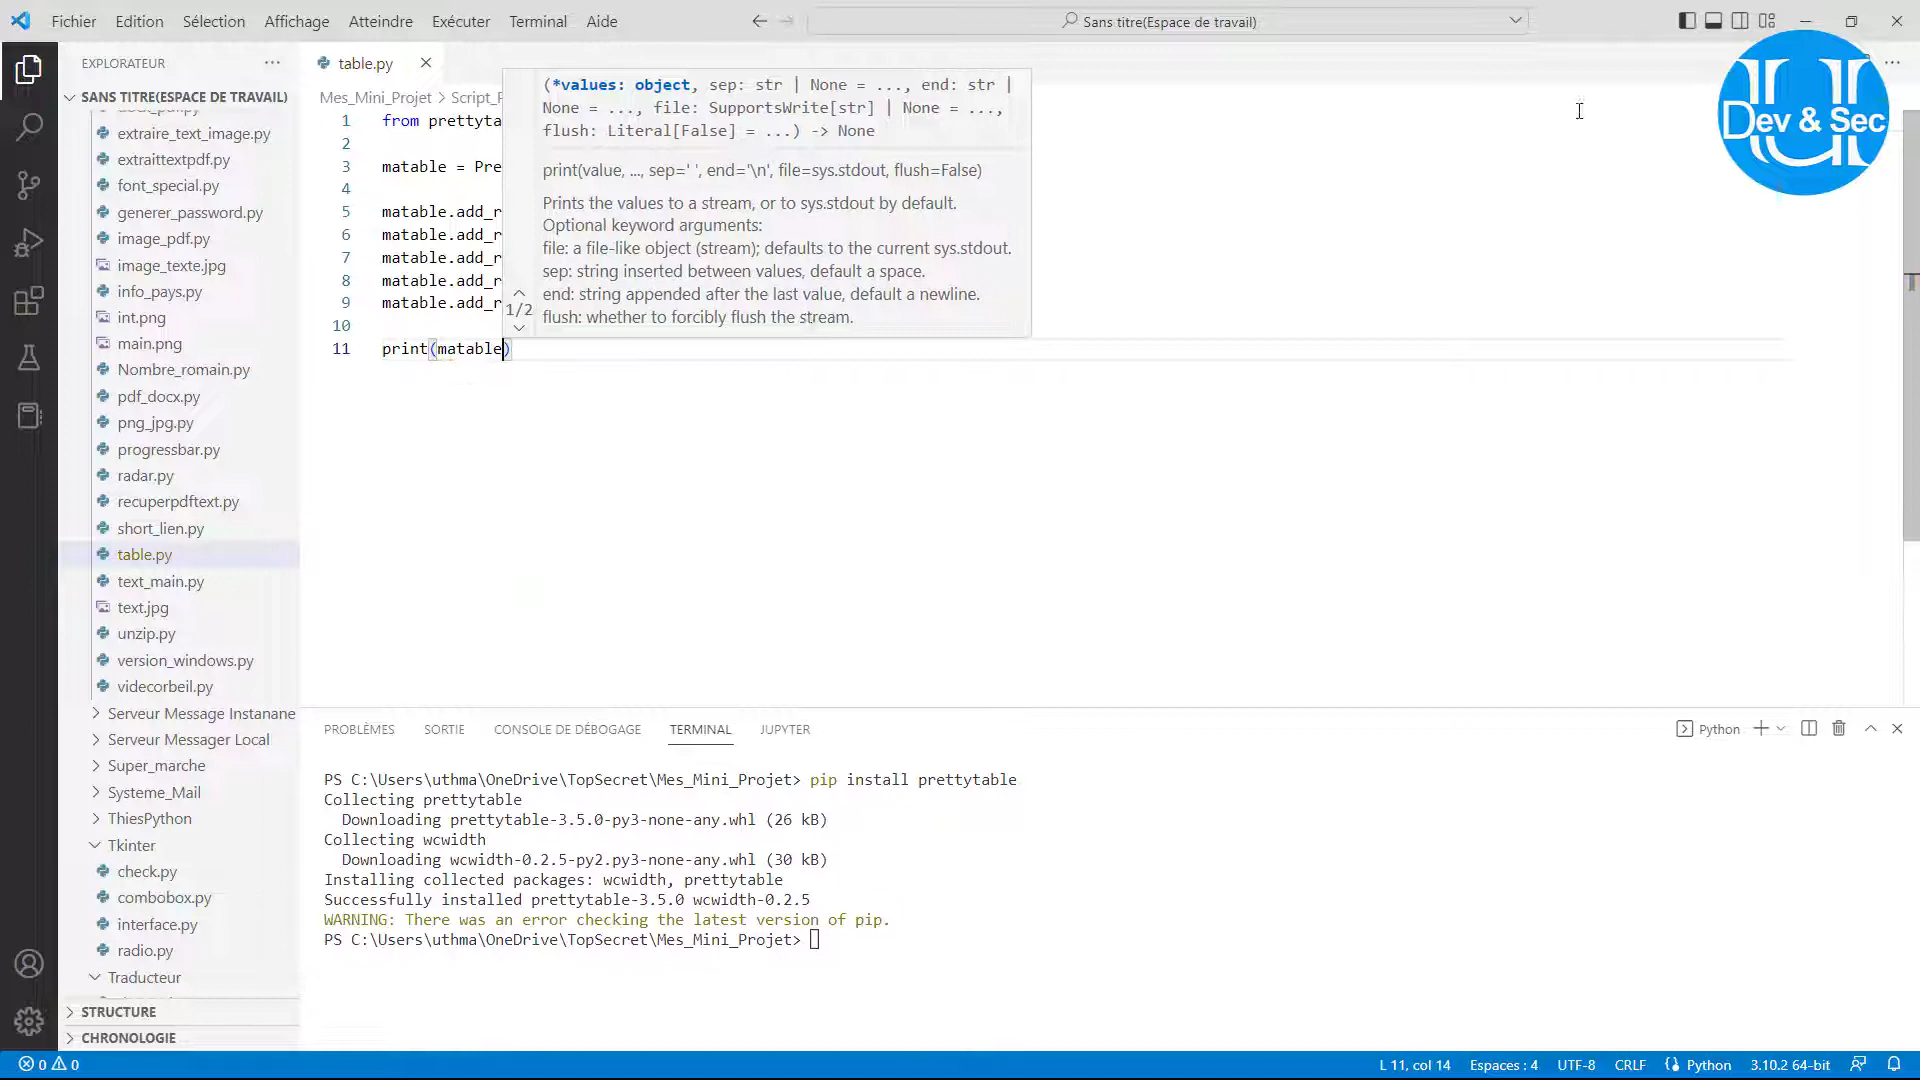 Fichier Edition Sélection Affichage Atteindre Exécuter Terminal Aide
Sans titre(Espace de travail)
EXPLORATEUR
SANS TITRE(ESPACE DE TRAVAIL)
extraire_text_image.py
extraittextpdf.py
font_special.py
generer_password.py
image_pdf.py
image_texte.jpg
info_pays.py
int.png
main.png
Nombre_romain.py
pdf_docx.py
png_jpg.py
progressbar.py
radar.py
recuperpdftext.py
short_lien.py
table.py
text_main.py
text.jpg
unzip.py
version_windows.py
videcorbeil.py
Serveur Message Instanane
Serveur Messager Local
Super_marche
Systeme_Mail
ThiesPython
Tkinter
check.py
combobox.py
interface.py
radio.py
Traducteur
STRUCTURE
CHRONOLOGIE
table.py
Mes_Mini_Projet > Script_P
1 from prettyta
2
3 matable = Pre
4
5 matable.add_r
6 matable.add_r
7 matable.add_r
8 matable.add_r
9 matable.add_r
10
11 print(matable)
(*values: object, sep: str | None = ..., end: str |
None = ..., file: SupportsWrite[str] | None = ...,
flush: Literal[False] = ...) -> None
print(value, ..., sep=' ', end='\n', file=sys.stdout, flush=False)
Prints the values to a stream, or to sys.stdout by default.
Optional keyword arguments:
file: a file-like object (stream); defaults to the current sys.stdout.
sep: string inserted between values, default a space.
end: string appended after the last value, default a newline.
flush: whether to forcibly flush the stream.
1/2
U
Dev & Sec
PROBLÈMES SORTIE CONSOLE DE DÉBOGAGE TERMINAL JUPYTER
Python
PS C:\Users\uthma\OneDrive\TopSecret\Mes_Mini_Projet> pip install prettytable
Collecting prettytable
Downloading prettytable-3.5.0-py3-none-any.whl (26 kB)
Collecting wcwidth
Downloading wcwidth-0.2.5-py2.py3-none-any.whl (30 kB)
Installing collected packages: wcwidth, prettytable
Successfully installed prettytable-3.5.0 wcwidth-0.2.5
WARNING: There was an error checking the latest version of pip.
PS C:\Users\uthma\OneDrive\TopSecret\Mes_Mini_Projet>
0 0
L 11, col 14 Espaces : 4 UTF-8 CRLF Python 3.10.2 64-bit